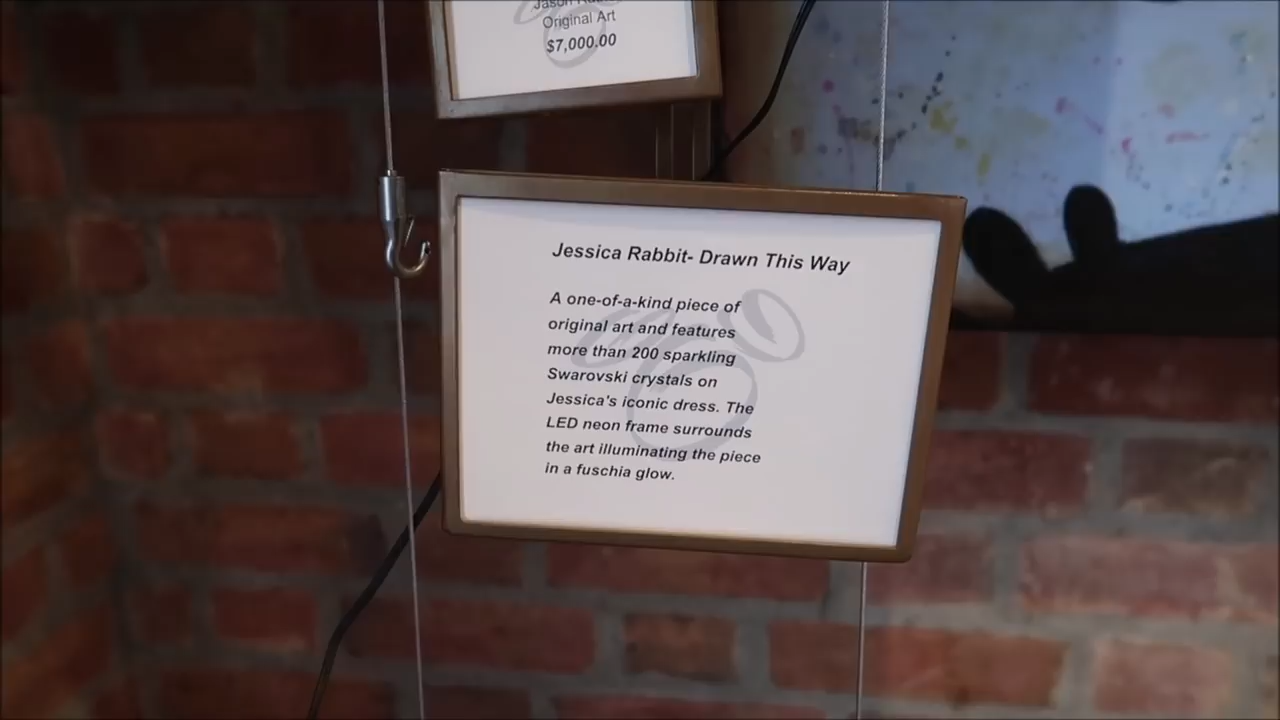 Jason
Original Art
$7,000.00
Jessica Rabbit- Drawn This Way
A one-of-a-kind piece of
original art and features
more than 200 sparkling
Swarovski crystals on
Jessica's iconic dress. The
LED neon frame surrounds
the art illuminating the piece
in a fuschia glow.